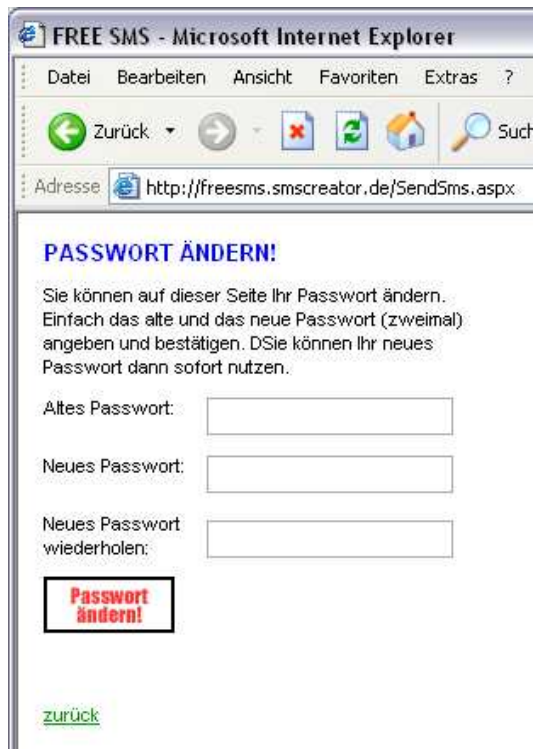 FREE SMS - Microsoft Internet Explorer
Datei Bearbeiten Ansicht Favoriten Extras ?
Zurück Such
Adresse http://freesms.smscreator.de/SendSms.aspx
PASSWORT ÄNDERN!
Sie können auf dieser Seite Ihr Passwort ändern.
Einfach das alte und das neue Passwort (zweimal)
angeben und bestätigen. DSie können Ihr neues
Passwort dann sofort nutzen.
Altes Passwort:
Neues Passwort:
Neues Passwort
wiederholen:
Passwort
ändern!
zurück